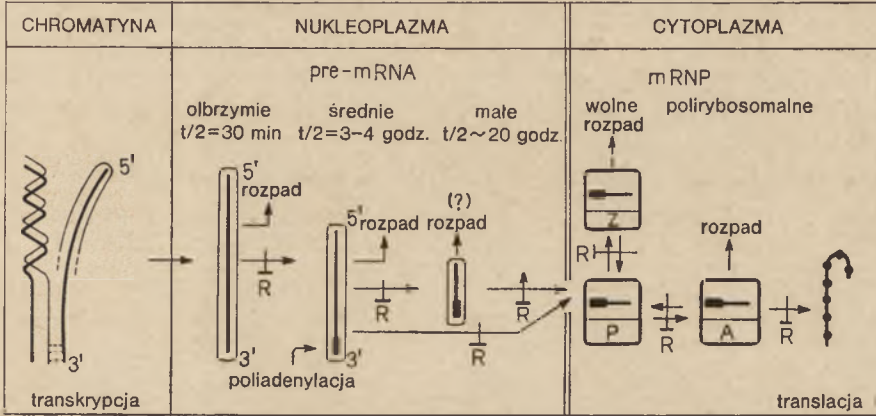 CHROMATYNA
NUKLEOPLAZMA
CYTOPLAZMA
pre-mRNA
mRNP
olbrzymie
t/2=30 min
średnie
t/2=3-4 godz.
małe
t/2~20 godz.
wolne
rozpad
polirybosomalne
5'
5'
rozpad
5'
rozpad
(?)
rozpad
Z
rozpad
R
R
R
R
R
P
R
A
R
3'
3'
3'
poliadenylacja
transkrypcja
translacja